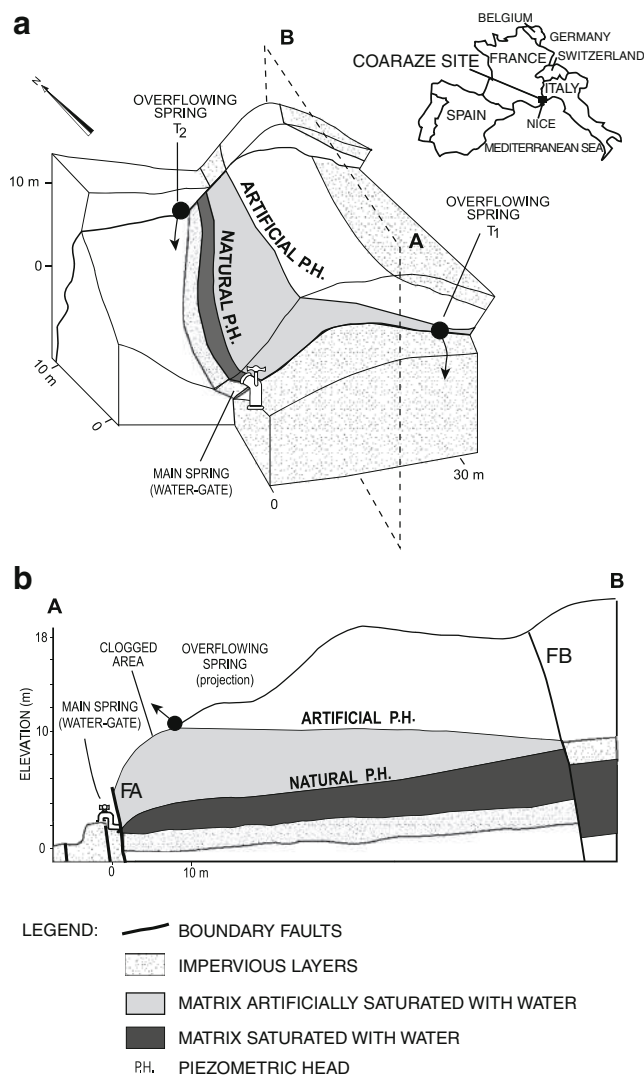 a
B
BELGIUM
GERMANY
FRANCE
SWITZERLAND
COARAZE SITE
ITALY
SPAIN
NICE
MEDITERRANEAN SEA
N
OVERFLOWING
SPRING
T2
10 m
0
ARTIFICIAL P.H.
NATURAL P.H.
OVERFLOWING
SPRING
T1
A
10 m
0
MAIN SPRING
(WATER-GATE)
0
30 m
b
A
B
18
10
0
ELEVATION (m)
CLOGGED
AREA
OVERFLOWING
SPRING
(projection)
MAIN SPRING
(WATER-GATE)
FA
FB
ARTIFICIAL P.H.
NATURAL P.H.
0
10 m
LEGEND:
BOUNDARY FAULTS
IMPERVIOUS LAYERS
MATRIX ARTIFICIALLY SATURATED WITH WATER
MATRIX SATURATED WITH WATER
P.H. PIEZOMETRIC HEAD